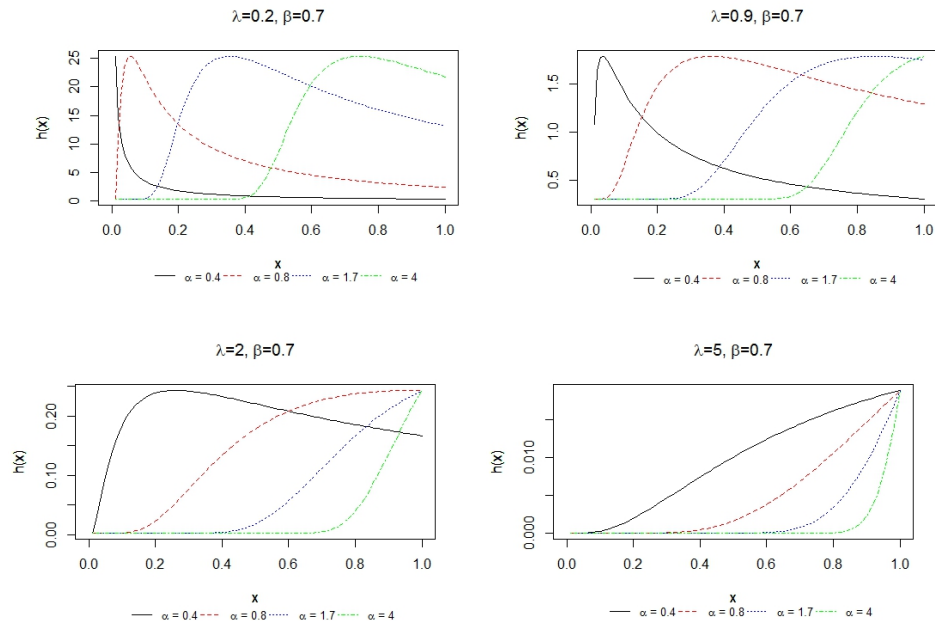 λ=0.2, β=0.7
h(x)
25
20
15
10
5
0
0.0 0.2 0.4 0.6 0.8 1.0
x
α = 0.4 α = 0.8 α = 1.7 α = 4
λ=0.9, β=0.7
h(x)
1.5
1.0
0.5
0.0 0.2 0.4 0.6 0.8 1.0
x
α = 0.4 α = 0.8 α = 1.7 α = 4
λ=2, β=0.7
h(x)
0.20
0.10
0.00
0.0 0.2 0.4 0.6 0.8 1.0
x
α = 0.4 α = 0.8 α = 1.7 α = 4
λ=5, β=0.7
h(x)
0.010
0.000
0.0 0.2 0.4 0.6 0.8 1.0
x
α = 0.4 α = 0.8 α = 1.7 α = 4